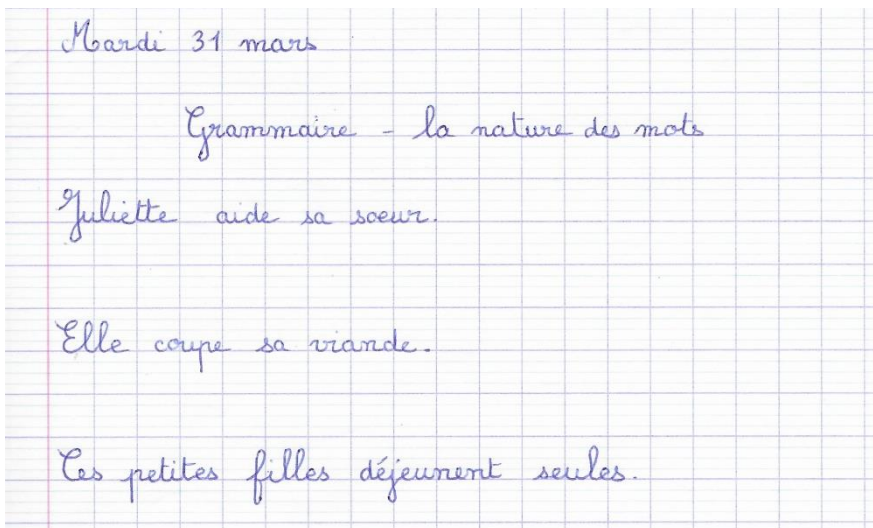 Mardi 31 mars
Grammaire - la nature des mots
Juliette aide sa soeur.
Elle coupe sa viande.
Ces petites filles déjeunent seules.